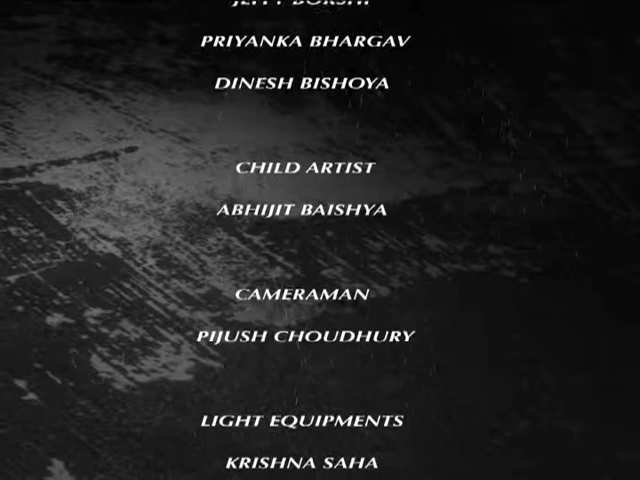 PRIYANKA BHARGAV
DINESH BISHOYA
CHILD ARTIST
ABHIJIT BAISHYA
CAMERAMAN
PIJUSH CHOUDHURY
LIGHT EQUIPMENTS
KRISHNA SAHA